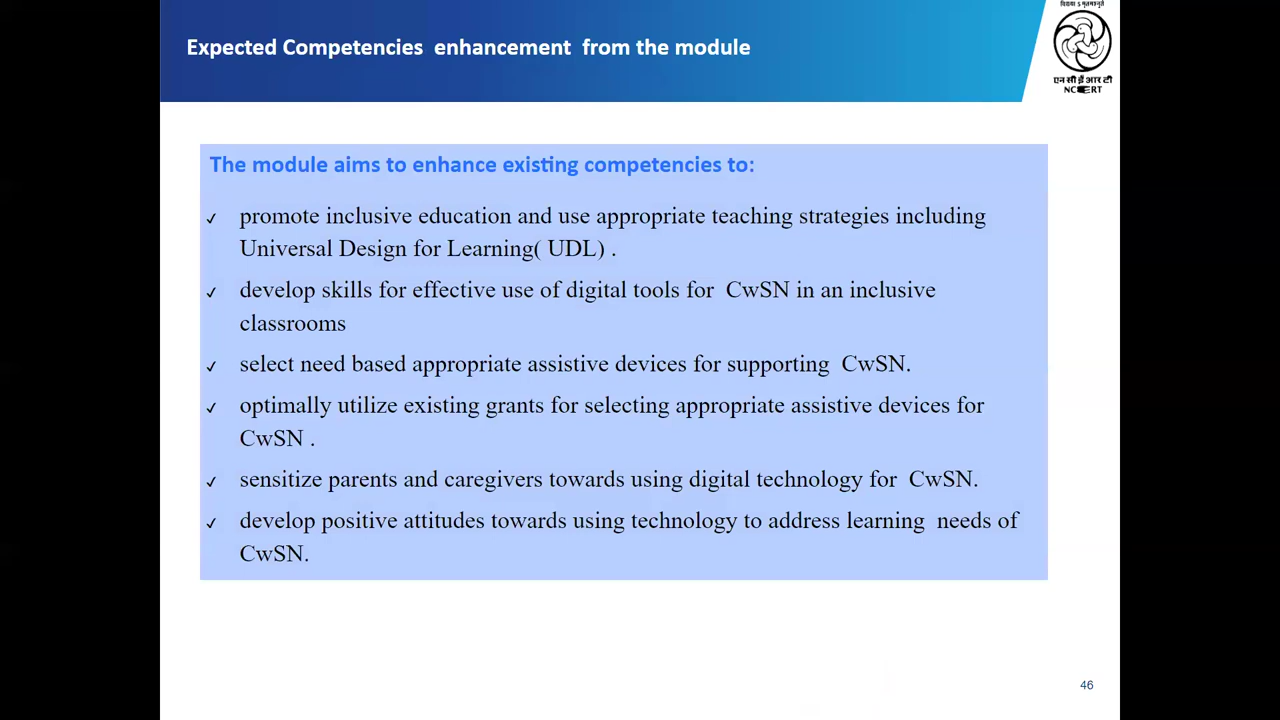 विद्यया ऽ मृतमश्नुते
Expected Competencies enhancement from the module
एन सी ई आर टी
NCERT
The module aims to enhance existing competencies to:
✓ promote inclusive education and use appropriate teaching strategies including
Universal Design for Learning( UDL) .
✓ develop skills for effective use of digital tools for CwSN in an inclusive
classrooms
✓ select need based appropriate assistive devices for supporting CwSN.
✓ optimally utilize existing grants for selecting appropriate assistive devices for
CwSN .
✓ sensitize parents and caregivers towards using digital technology for CwSN.
✓ develop positive attitudes towards using technology to address learning needs of
CwSN.
46